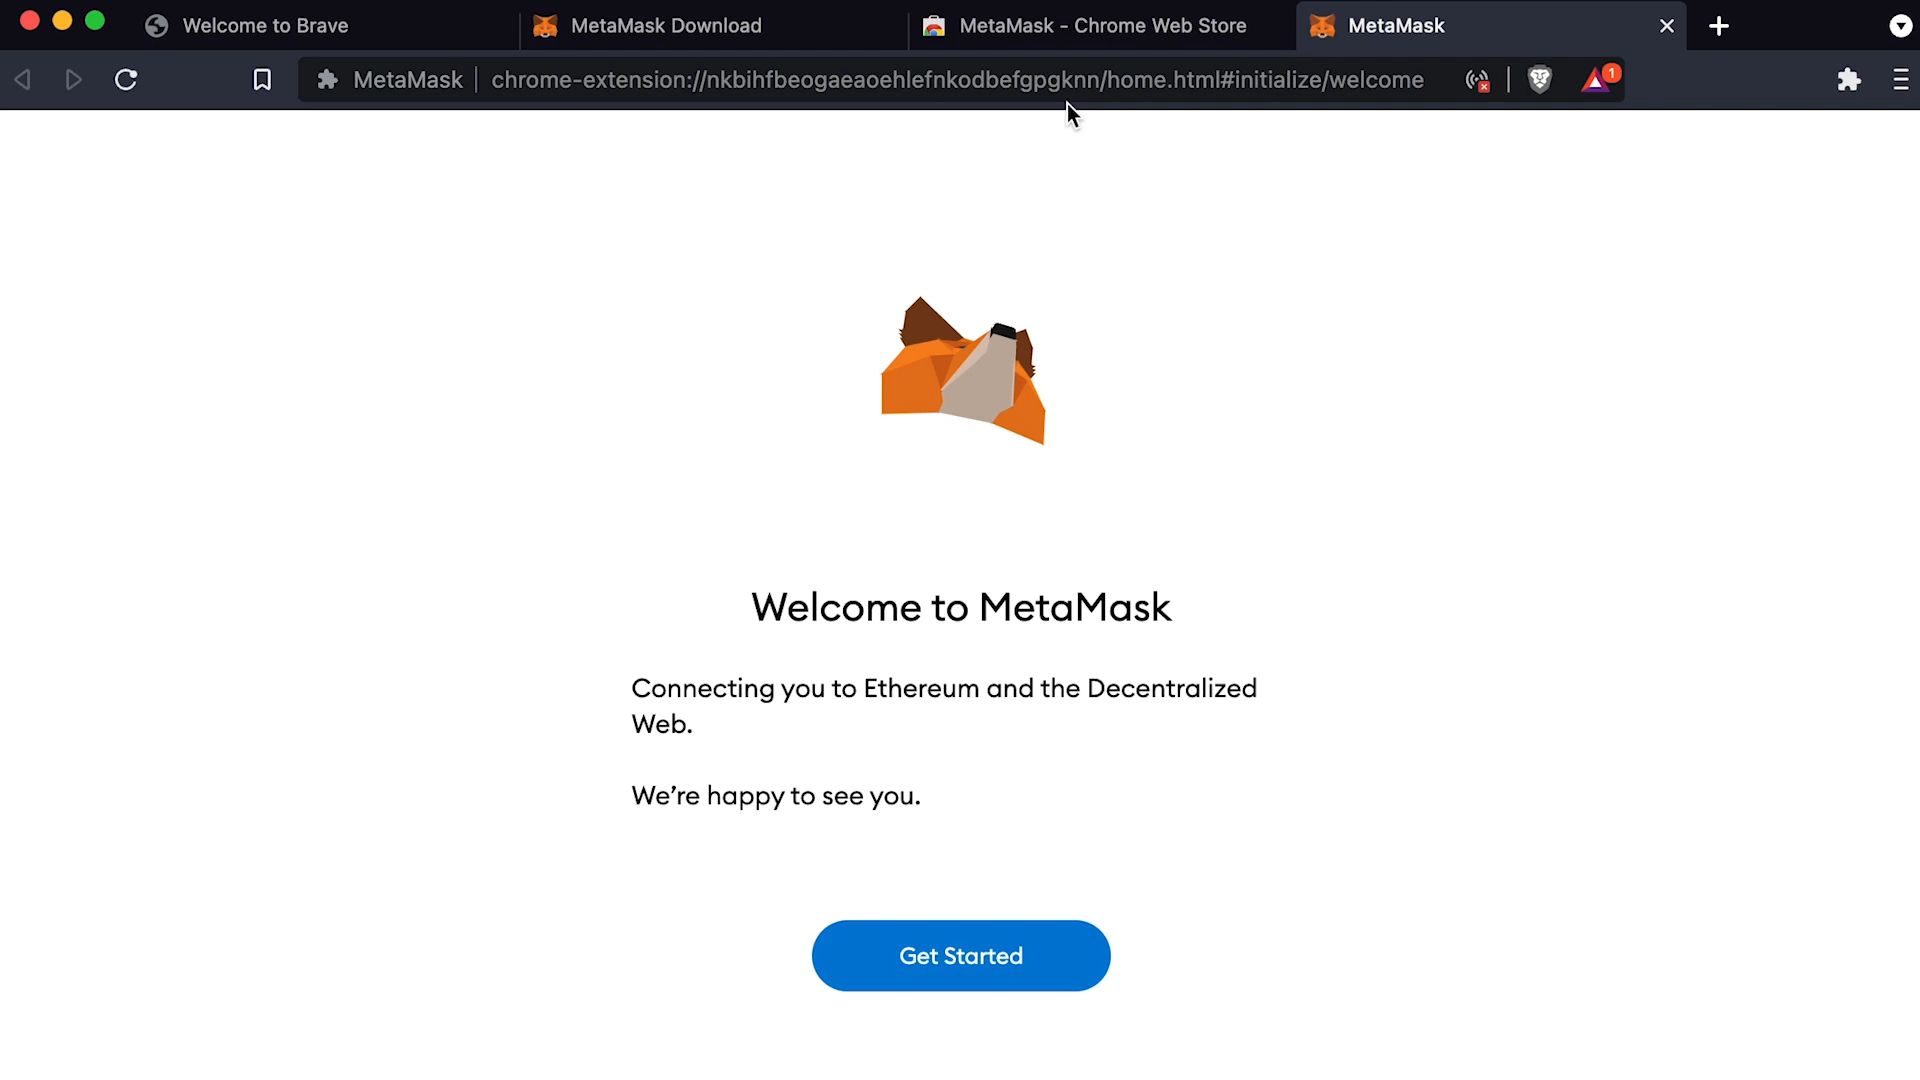 Welcome to Brave
MetaMask Download
MetaMask - Chrome Web Store
MetaMask
MetaMask
chrome-extension://nkbihfbeogaeaoehlefnkodbefgpgknn/home.html#initialize/welcome
1
Welcome to MetaMask
Connecting you to Ethereum and the Decentralized
Web.
We’re happy to see you.
Get Started